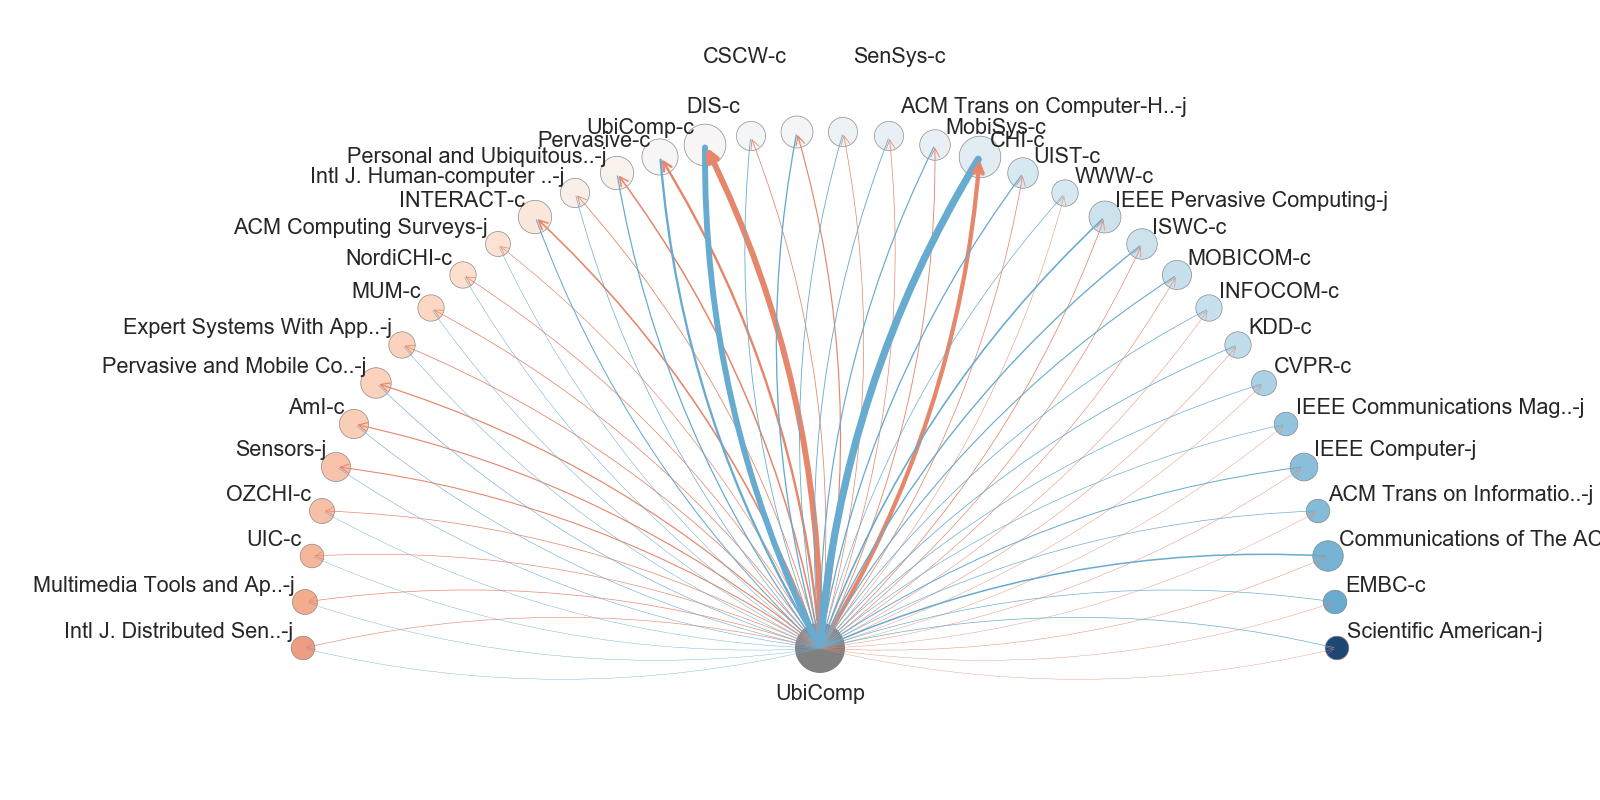 CSCW-c
SenSys-c
DIS-c
ACM Trans on Computer-H..-j
UbiComp-c
MobiSys-c
Pervasive-c
CHI-c
Personal and Ubiquitous..-j
UIST-c
Intl J. Human-computer ..-j
WWW-c
INTERACT-c
IEEE Pervasive Computing-j
ACM Computing Surveys-j
ISWC-c
NordiCHI-c
MOBICOM-c
MUM-c
INFOCOM-c
Expert Systems With App..-j
KDD-c
Pervasive and Mobile Co..-j
CVPR-c
AmI-c
IEEE Communications Mag..-j
Sensors-j
IEEE Computer-j
OZCHI-c
ACM Trans on Informatio..-j
UIC-c
Communications of The AC
Multimedia Tools and Ap..-j
EMBC-c
Intl J. Distributed Sen..-j
Scientific American-j
UbiComp